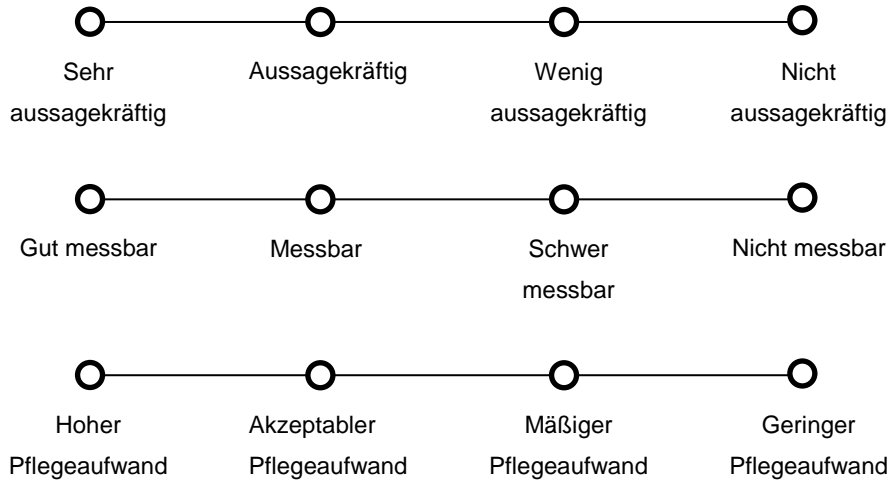 Sehr Aussagekräftig Wenig Nicht
aussagekräftig aussagekräftig aussagekräftig
Gut messbar Messbar Schwer Nicht messbar
messbar
Hoher Akzeptabler Mäßiger Geringer
Pflegeaufwand Pflegeaufwand Pflegeaufwand Pflegeaufwand